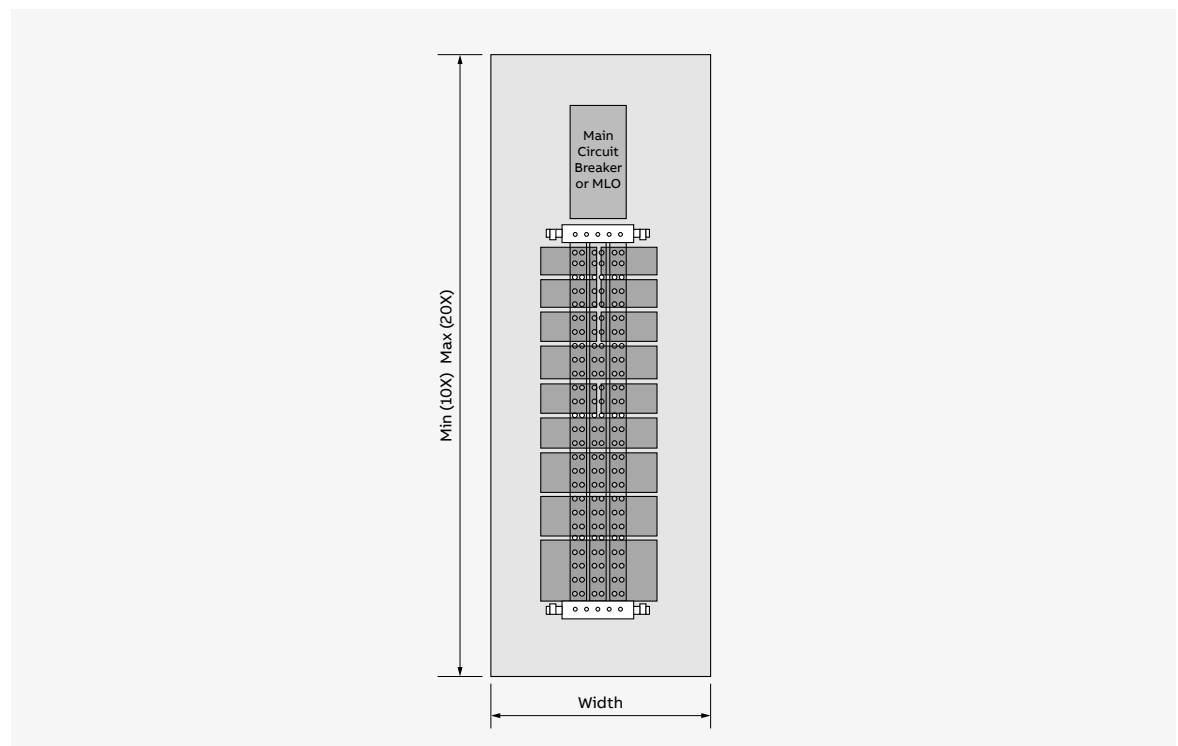 Main
Circuit
Breaker
or MLO
Min (10X)  Max (20X)
Width